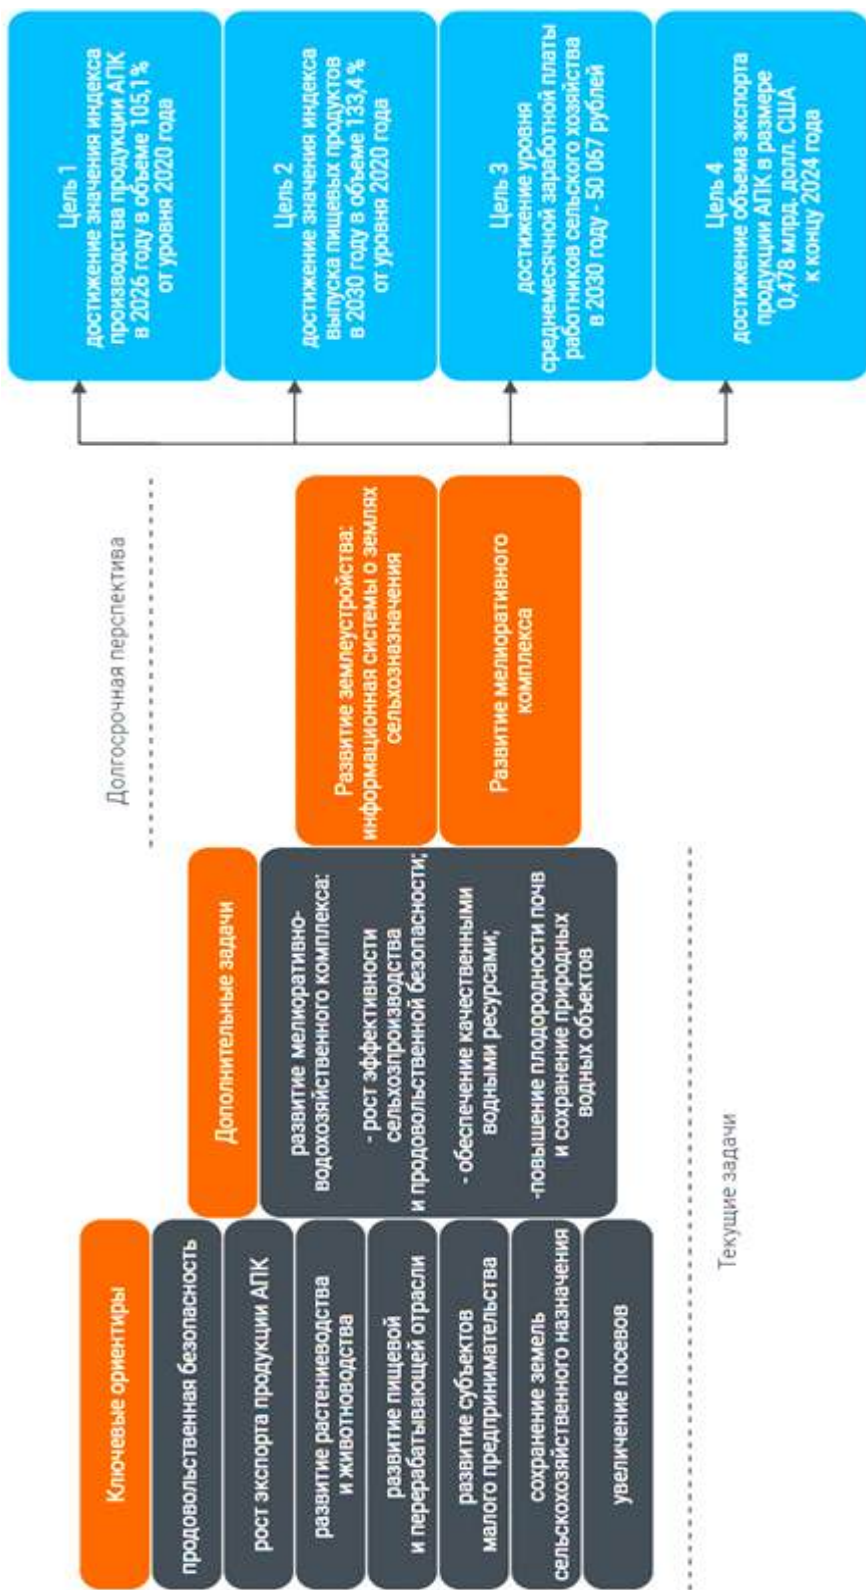 Ключевые ориентиры
продовольственная безопасность
рост экспорта продукции АПК
развитие растениеводства
и животноводства
развитие пищевой
и перерабатывающей отрасли
развитие субъектов
малого предпринимательства
сохранение земель
сельскохозяйственного назначения
увеличение посевов
Дополнительные задачи
развитие мелиоративно-
водохозяйственного комплекса:
- рост эффективности
сельхозпроизводства
и продовольственной безопасности;
- обеспечение качественными
водными ресурсами;
-повышение плодородности почв
и сохранение природных
водных объектов
Текущие задачи
Долгосрочная перспектива
Развитие землеустройства:
информационная системы о землях
сельхозназначения
Развитие мелиоративного
комплекса
Цель 1
достижение значения индекса
производства продукции АПК
в 2026 году в объеме 105,1%
от уровня 2020 года
Цель 2
достижение значения индекса
выпуска пищевых продуктов
в 2030 году в объеме 133,4 %
от уровня 2020 года
Цель 3
достижение уровня
среднемесячной заработной платы
работников сельского хозяйства
в 2030 году - 50 067 рублей
Цель 4
достижение объема экспорта
продукции АПК в размере
0,478 млрд. долл. США
к концу 2024 года